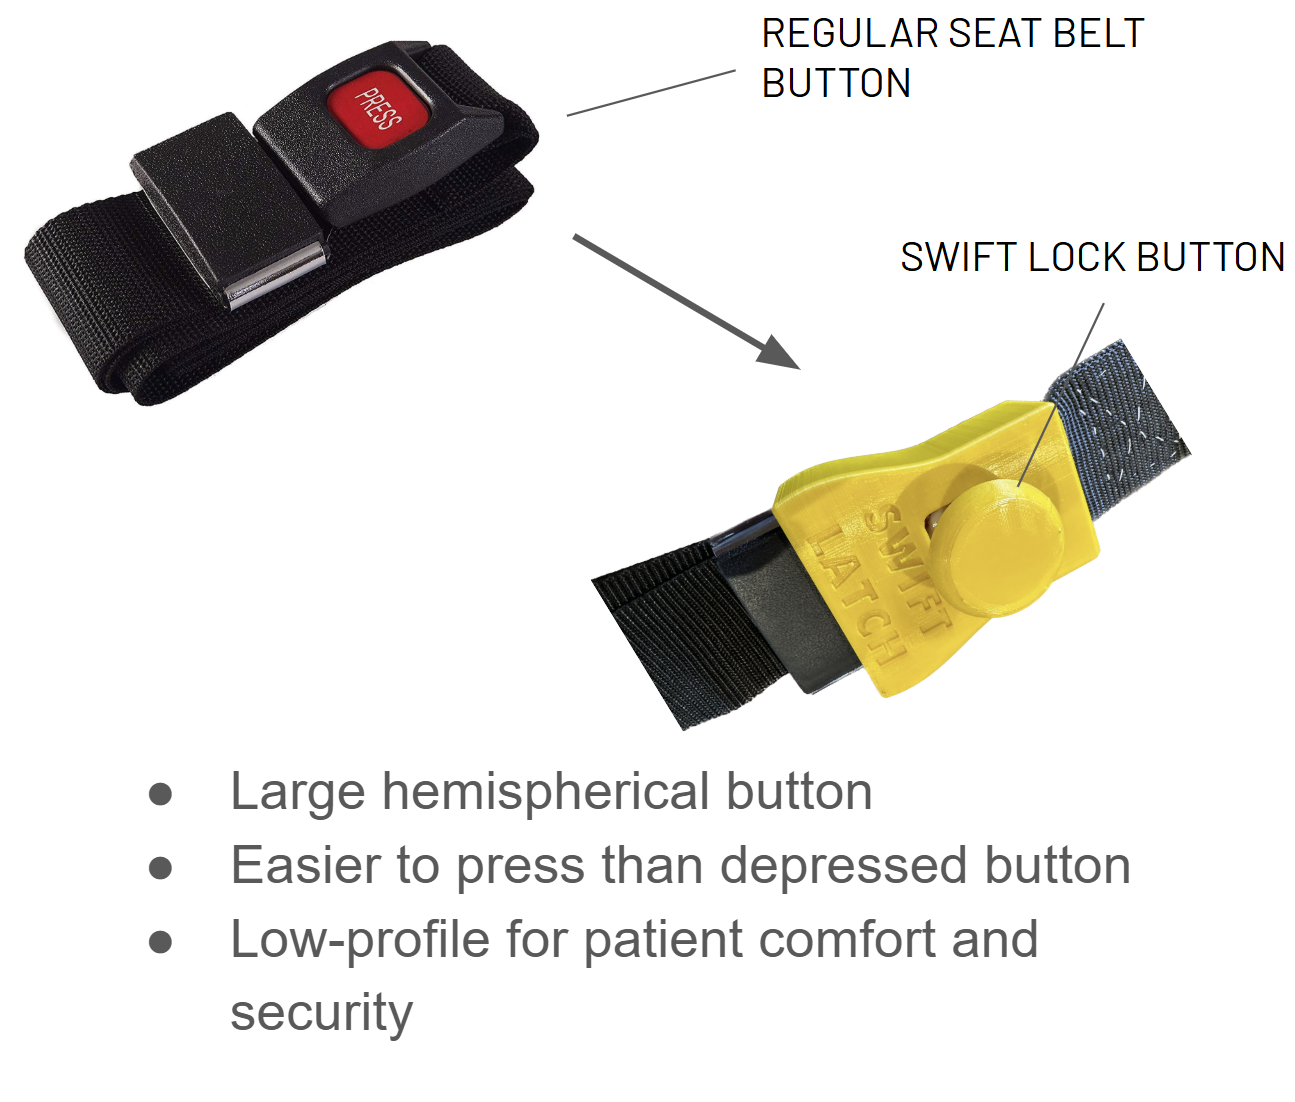 REGULAR SEAT BELT
BUTTON
PRESS
SWIFT LOCK BUTTON
SWIFT
LATCH
● Large hemispherical button
● Easier to press than depressed button
● Low-profile for patient comfort and
security